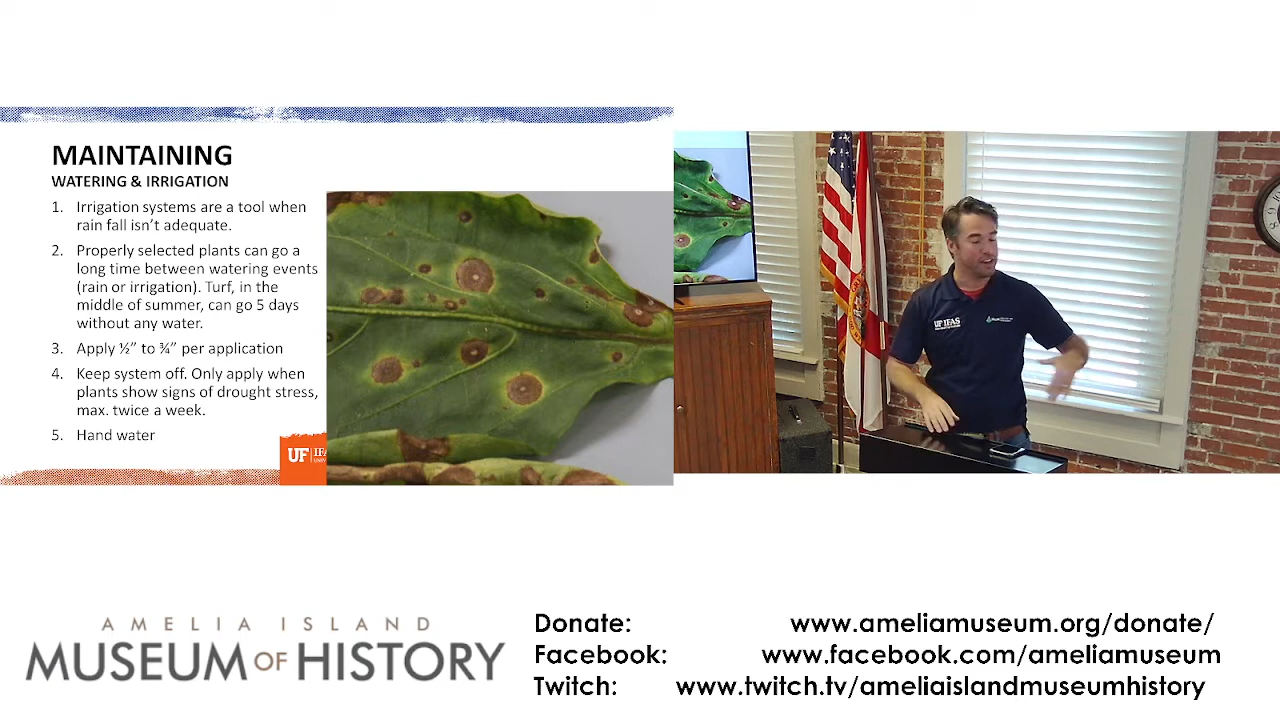 MAINTAINING
WATERING & IRRIGATION
1. Irrigation systems are a tool when
rain fall isn't adequate.
2. Properly selected plants can go a
long time between watering events
(rain or irrigation). Turf, in the
middle of summer, can go 5 days
without any water.
3. Apply ½” to ¾” per application
4. Keep system off. Only apply when
plants show signs of drought stress,
max. twice a week.
5. Hand water
UF
UF IFAS
AMELIA ISLAND
MUSEUM OF HISTORY
Donate: www.ameliamuseum.org/donate/
Facebook: www.facebook.com/ameliamuseum
Twitch: www.twitch.tv/ameliaislandmuseumhistory